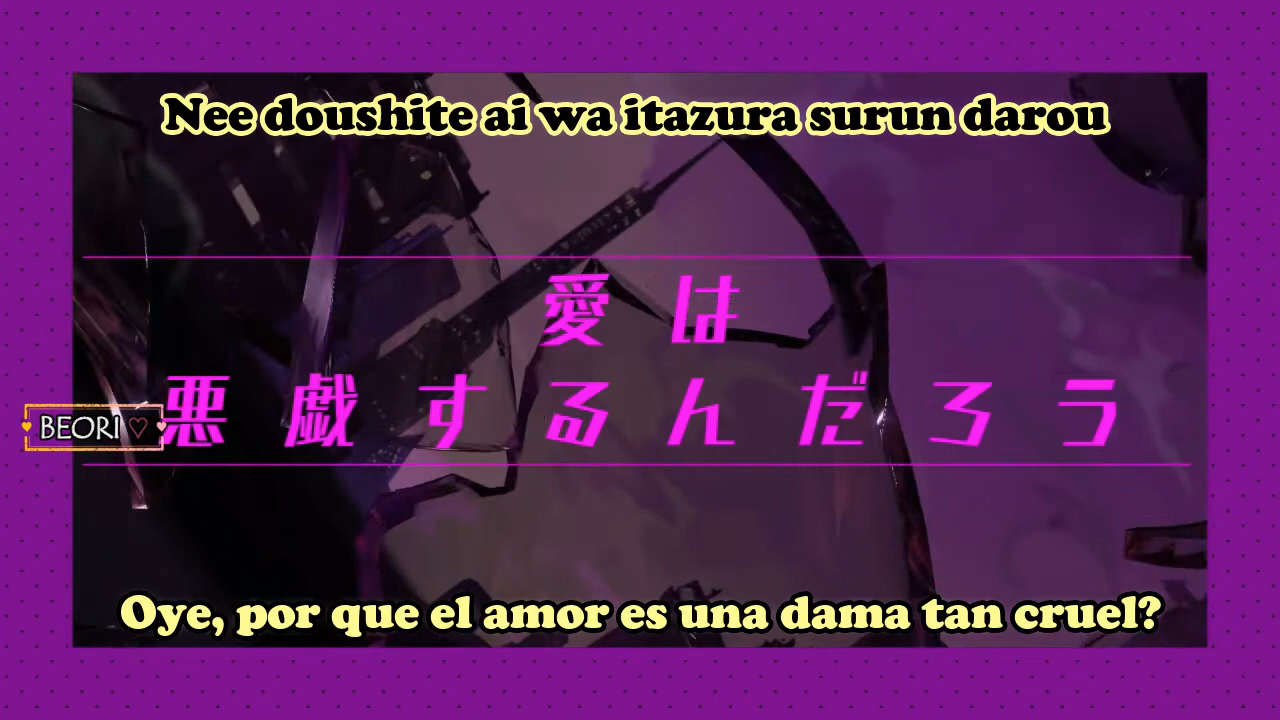 Nee doushite ai wa itazura surun darou
愛は
悪戯するんだろう
BEORI♡
Oye, por que el amor es una dama tan cruel?